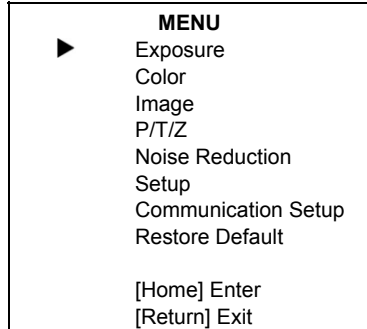 MENU
Exposure
Color
Image
P/T/Z
Noise Reduction
Setup
Communication Setup
Restore Default
[Home] Enter
[Return] Exit